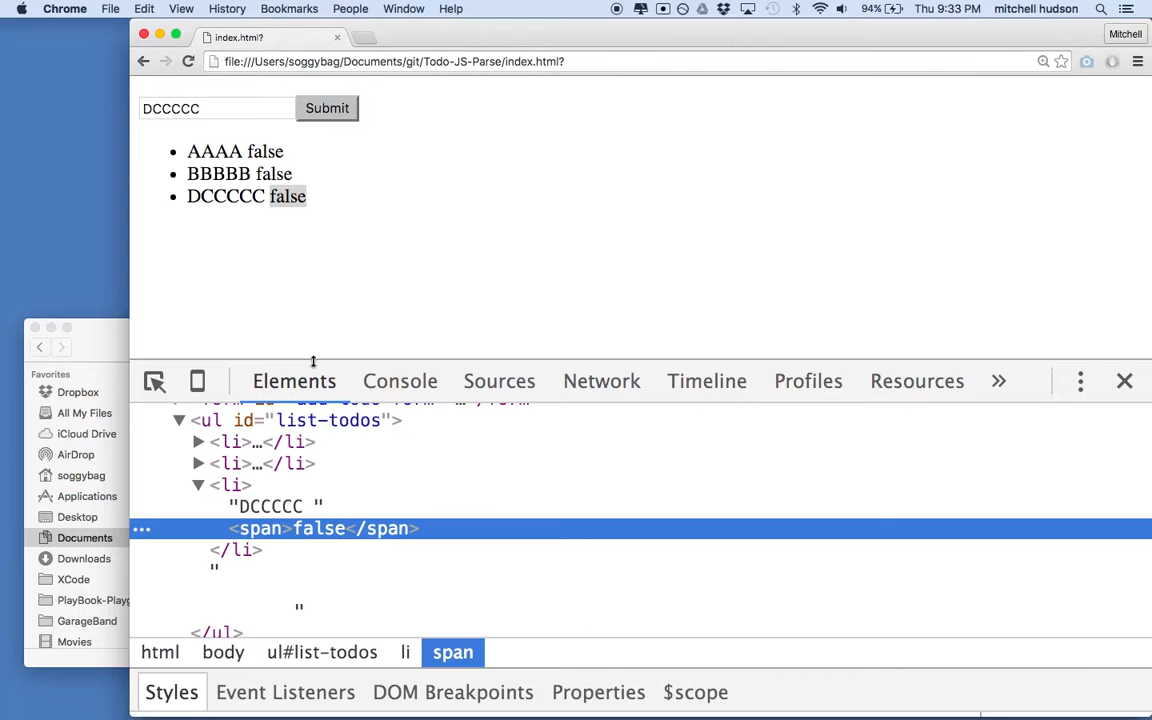 Chrome File Edit View History Bookmarks People Window Help 94% Thu 9:33 PM mitchell hudson
index.html? Mitchell
file:///Users/soggybag/Documents/git/Todo-JS-Parse/index.html?
DCCCCC Submit
• AAAA false
• BBBBB false
• DCCCCC false
Favorites
Dropbox
All My Files
iCloud Drive
AirDrop
soggybag
Applications
Desktop
Documents
Downloads
XCode
PlayBook-Playg
GarageBand
Movies
Elements Console Sources Network Timeline Profiles Resources »
<ul id="list-todos">
<li>…</li>
<li>…</li>
<li>
"DCCCCC "
… <span>false</span>
</li>
"
"
</ul>
html body ul#list-todos li span
Styles Event Listeners DOM Breakpoints Properties $scope